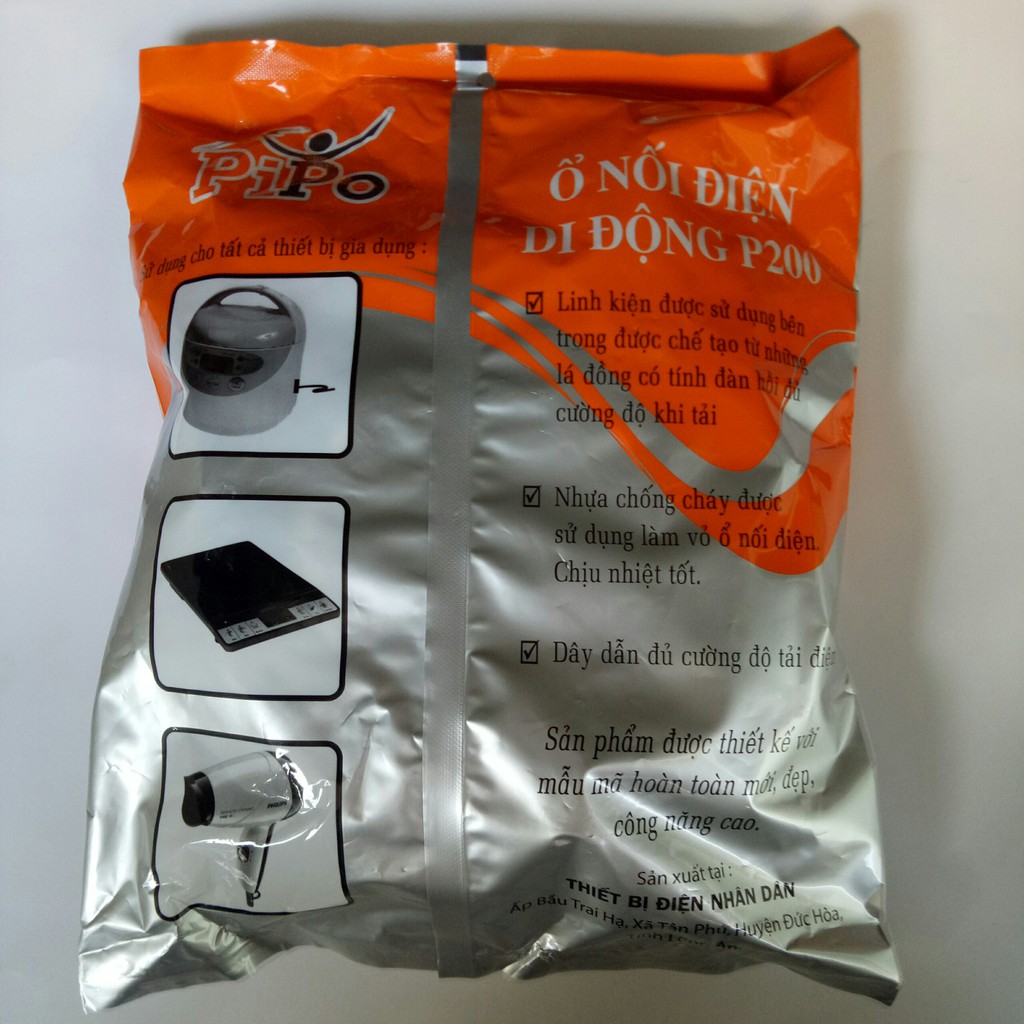 PiPo
sử dụng cho tất cả thiết bị gia dụng :
PHILIPS
Ổ NỐI ĐIỆN
DI ĐỘNG P200
Linh kiện được sử dụng bên
trong được chế tạo từ những
lá đồng có tính đàn hồi đủ
cường độ khi tải
Nhựa chống cháy được
sử dụng làm vỏ ổ nối điện.
Chịu nhiệt tốt.
Dây dẫn đủ cường độ tải điện
Sản phẩm được thiết kế với
mẫu mã hoàn toàn mới, đẹp,
công năng cao.
Sản xuất tại :
THIẾT BỊ ĐIỆN NHÂN DÂN
Ấp Bầu Trai Hạ, Xã Tân Phú, Huyện Đức Hòa,